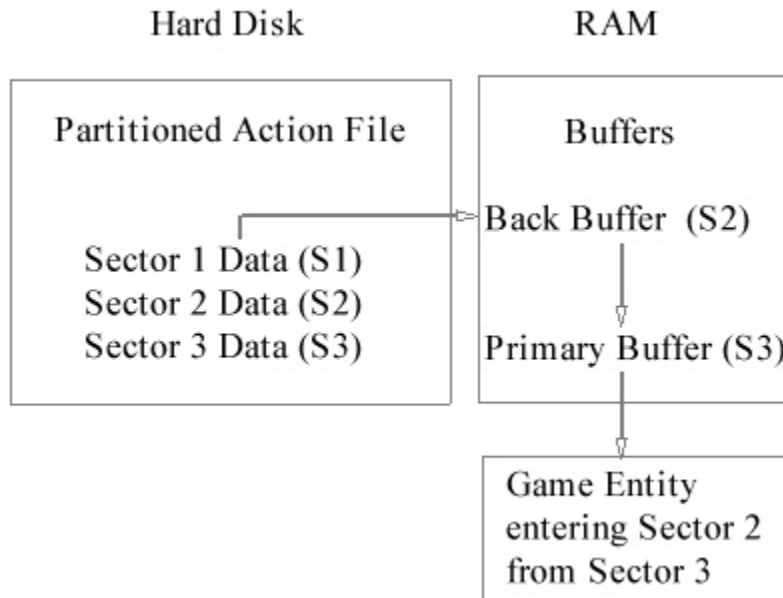 Hard Disk
RAM
Partitioned Action File
Buffers
Back Buffer (S2)
Sector 1 Data (S1)
Sector 2 Data (S2)
Sector 3 Data (S3)
Primary Buffer (S3)
Game Entity
entering Sector 2
from Sector 3